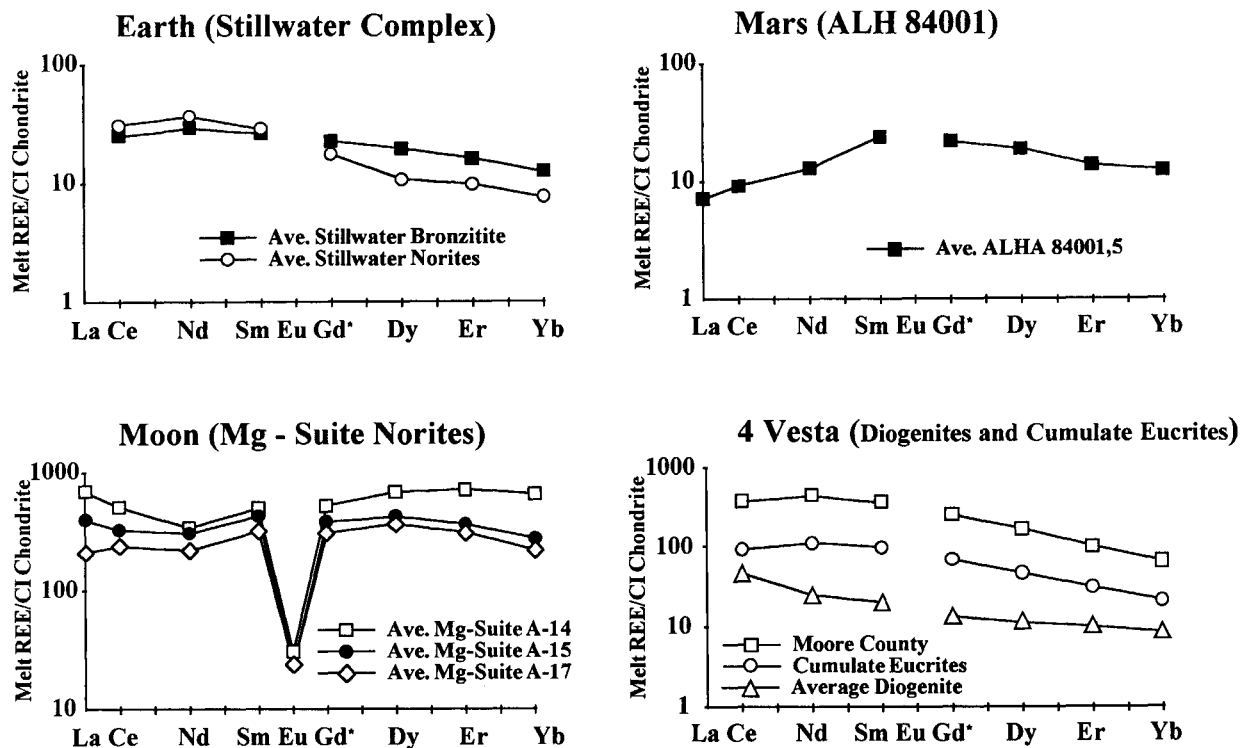 Earth (Stillwater Complex)
Melt REE/CI Chondrite
100
10
1
Ave. Stillwater Bronzitite
Ave. Stillwater Norites
La Ce Nd Sm Eu Gd* Dy Er Yb
Mars (ALH 84001)
Melt REE/CI Chondrite
100
10
1
Ave. ALHA 84001,5
La Ce Nd Sm Eu Gd* Dy Er Yb
Moon (Mg - Suite Norites)
Melt REE/CI Chondrite
1000
100
10
Ave. Mg-Suite A-14
Ave. Mg-Suite A-15
Ave. Mg-Suite A-17
La Ce Nd Sm Eu Gd* Dy Er Yb
4 Vesta (Diogenites and Cumulate Eucrites)
Melt REE/CI Chondrite
1000
100
10
1
Moore County
Cumulate Eucrites
Average Diogenite
La Ce Nd Sm Eu Gd* Dy Er Yb